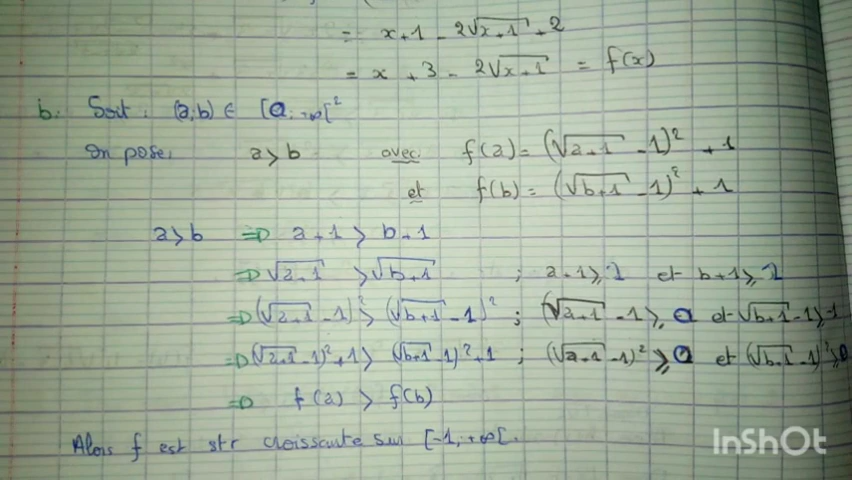 = x+1 - 2√(x+1) + 2
= x + 3 - 2√(x+1) = f(x)
b. Soit. (a;b) ∈ [0; +∞[²
On pose. a > b avec: f(a) = (√(a+1) - 1)² + 1
et f(b) = (√(b+1) - 1)² + 1
a > b ⇒ a+1 > b+1
⇒ √(a+1) > √(b+1) ; a+1 ≥ 1 et b+1 ≥ 1
⇒ (√(a+1) - 1)² > (√(b+1) - 1)² ; (√(a+1) - 1 ≥ 0 et √(b+1) - 1 ≥
⇒ (√(a+1) - 1)² + 1 > (√(b+1) - 1)² + 1 ; (√(a+1) - 1)² ≥ 0 et (√(b+1) - 1)² ≥ 0
⇒ f(a) > f(b)
Alors f est str croissante sur [-1; +∞[.
InShOt